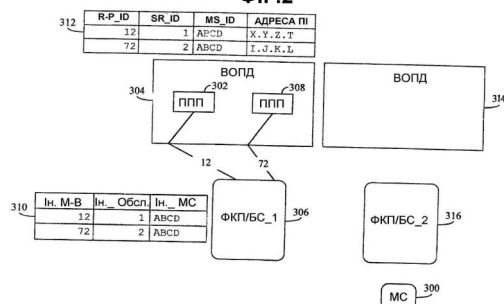 ФІГ.2
312
R-P_ID SR_ID MS_ID АДРЕСА ПІ
12 1 ABCD X.Y.Z.T
72 2 ABCD I.J.K.L
ВОПД
ВОПД
304
302
308
314
ППП
ППП
12
72
Ін. М-В Ін._ Обсл. Ін._ МС
12 1 ABCD
72 2 ABCD
310
ФКП/БС_1
306
ФКП/БС_2
316
МС
300